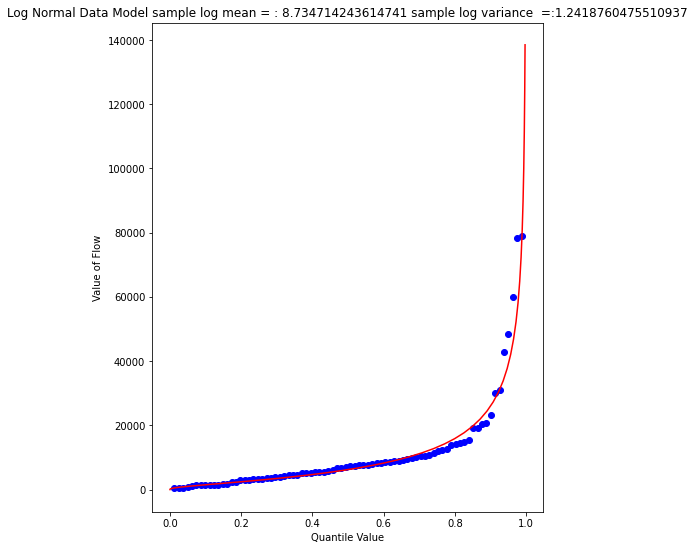 Log Normal Data Model sample log mean = : 8.734714243614741 sample log variance  =:1.2418760475510937
140000
120000
100000
80000
60000
40000
20000
0
Value of Flow
0.0 0.2 0.4 0.6 0.8 1.0
Quantile Value